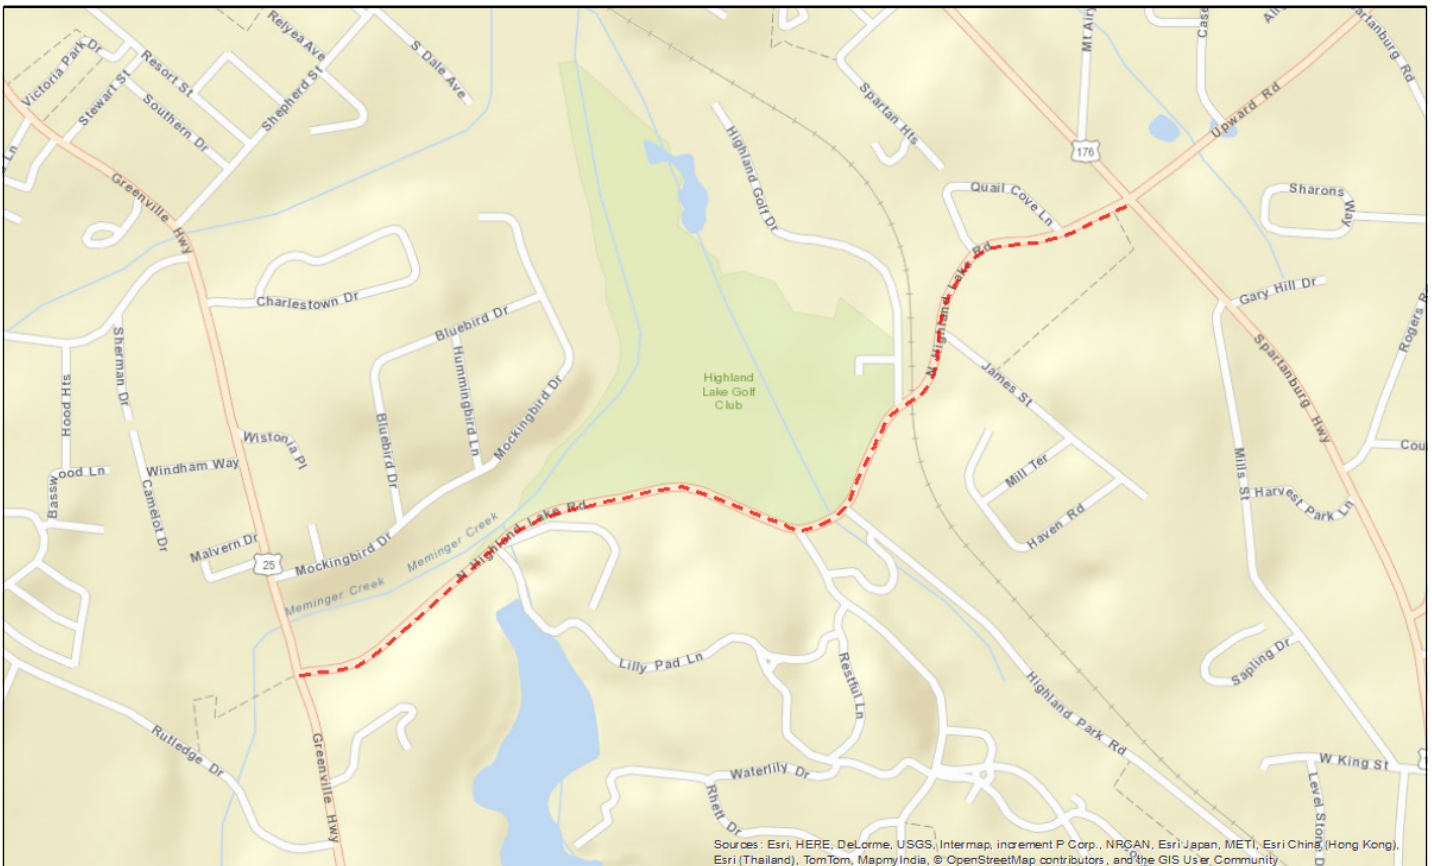 Relyea Ave
S Dale Ave
Mt Airy
Case
Spartanburg Rd
Victoria Park Dr
Resort St
Stewart St
Southern Dr
Shepherd St
Spartan Hts
Upward Rd
176
Ln
Greenville Hwy
Highland Golf Dr
Quail Cove Ln
Sharons Way
Charlestown Dr
N Highland Lake Rd
Gary Hill Dr
Rogers R
Bluebird Dr
Sherman Dr
Hood Hts
Hummingbird Ln
Mockingbird Dr
Highland
Lake Golf
Club
James St
Spartanburg Hwy
Bluebird Dr
Wistonia Pl
Windham Way
Basswood Ln
Camelot Dr
Mill Ter
Mills St
Cou
Harvest Park Ln
Haven Rd
N Highland Lake Rd
Meminger Creek
Malvern Dr
25
Mockingbird Dr
Meminger Creek
Lilly Pad Ln
Restful Ln
Sapling Dr
Highland Park Rd
Rutledge Dr
Greenville Hwy
Waterlily Dr
Rhett Dr
W King St
Level Stone D
Sources: Esri, HERE, DeLorme, USGS, Intermap, increment P Corp., NRCAN, Esri Japan, METI, Esri China (Hong Kong),
Esri (Thailand), TomTom, MapmyIndia, © OpenStreetMap contributors, and the GIS User Community